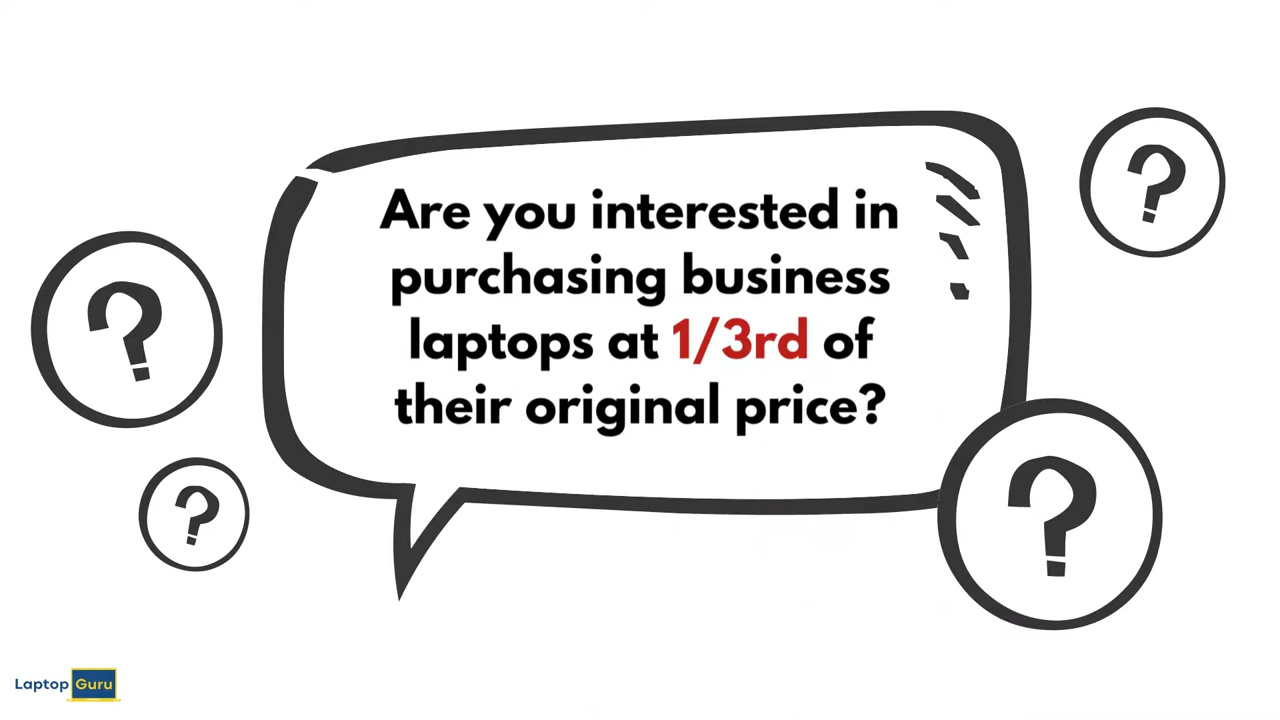 Are you interested in
purchasing business
laptops at 1/3rd of
their original price?
?
?
?
?
Laptop Guru